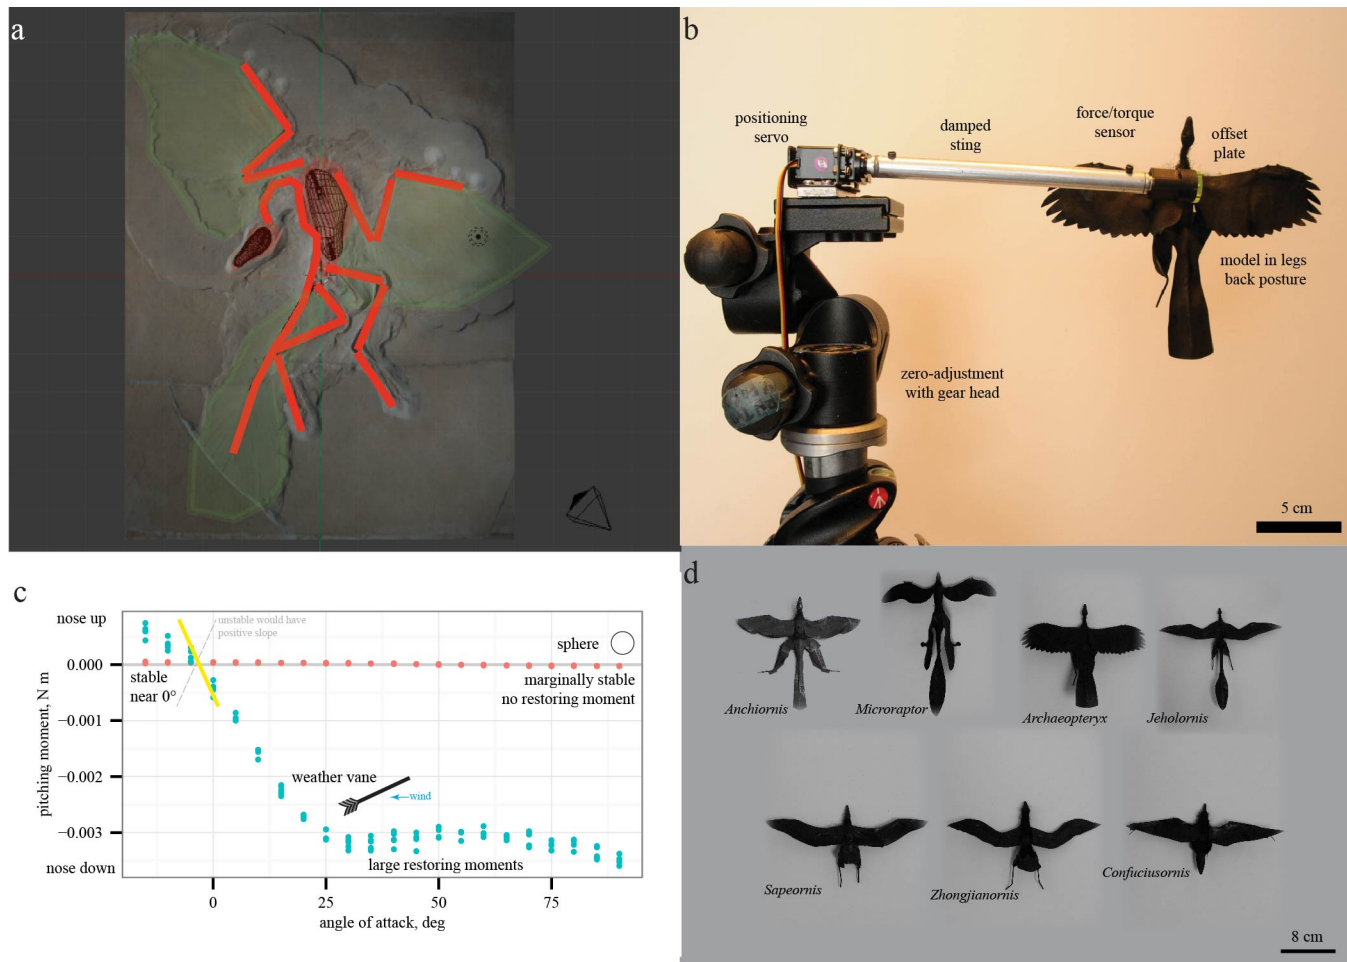 a
b
positioning
servo
damped
sting
force/torque
sensor
offset
plate
model in legs
back posture
zero-adjustment
with gear head
5 cm
c
nose up
0.000
−0.001
−0.002
−0.003
nose down
pitching moment, N m
unstable would have
positive slope
stable
near 0°
sphere
marginally stable
no restoring moment
weather vane
wind
large restoring moments
0
25
50
75
angle of attack, deg
d
Anchiornis
Microraptor
Archaeopteryx
Jeholornis
Sapeornis
Zhongjianornis
Confuciusornis
8 cm